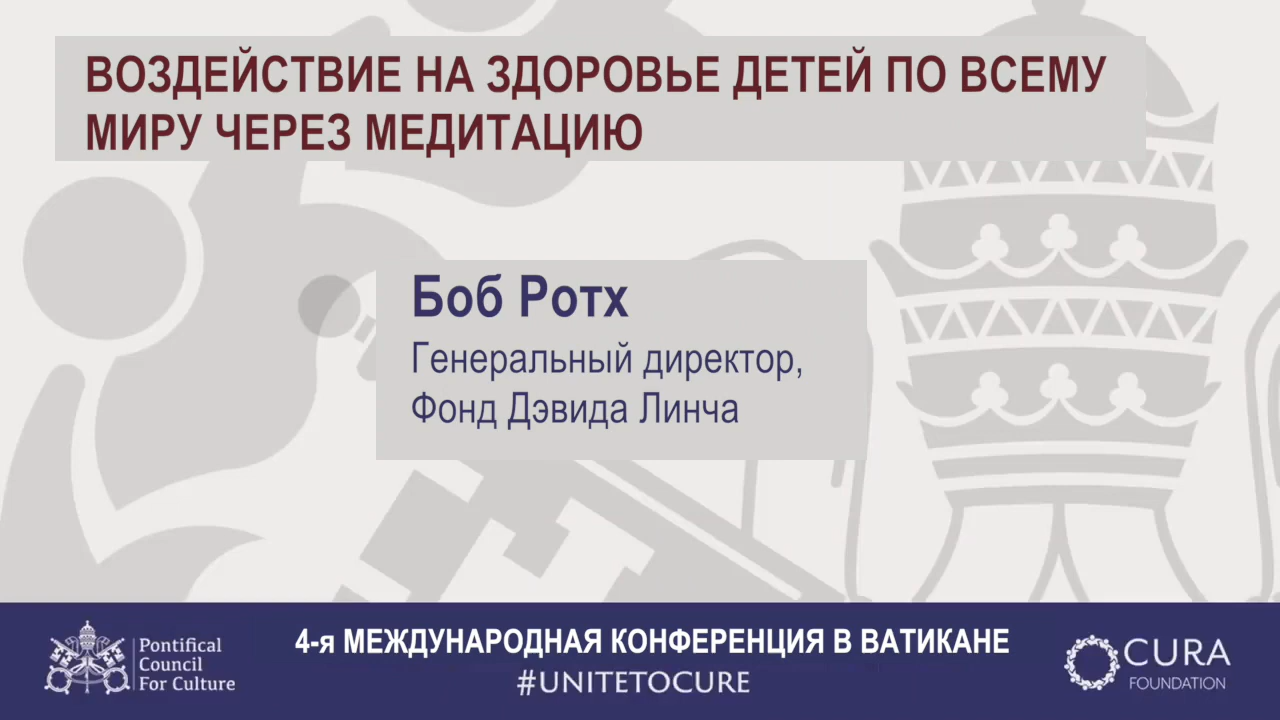 ВОЗДЕЙСТВИЕ НА ЗДОРОВЬЕ ДЕТЕЙ ПО ВСЕМУ
МИРУ ЧЕРЕЗ МЕДИТАЦИЮ
Боб Ротх
Генеральный директор,
Фонд Дэвида Линча
Pontifical
Council
For Culture
4-я МЕЖДУНАРОДНАЯ КОНФЕРЕНЦИЯ В ВАТИКАНЕ
#UNITETOCURE
CURA
FOUNDATION